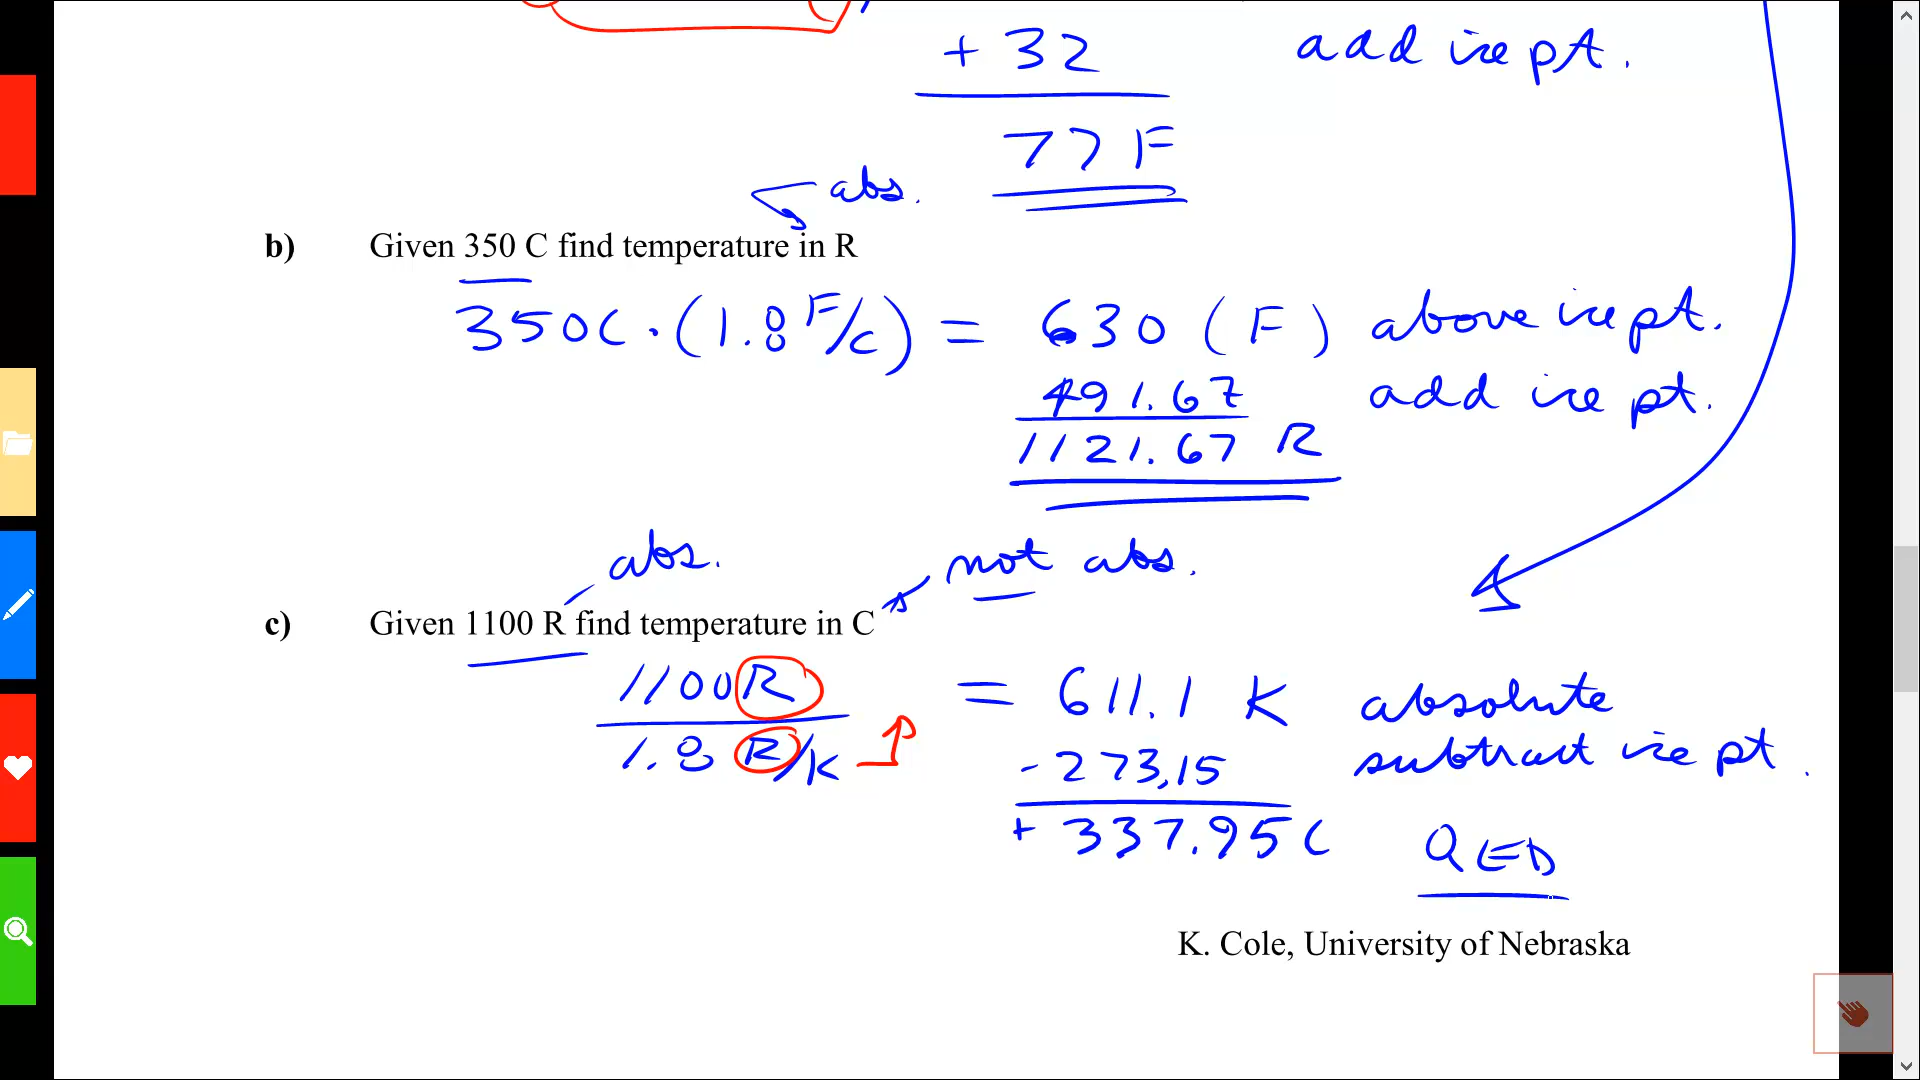 + 32 add ice pt.
77 F
abs.
b) Given 350 C find temperature in R
350C · (1.8 F/C) = 630 (F) above ice pt.
491.67 add ice pt.
1121.67 R
abs. not abs.
c) Given 1100 R find temperature in C
1100 R = 611.1 K absolute
1.8 R/K - 273.15 subtract ice pt.
+ 337.95 C QED
K. Cole, University of Nebraska